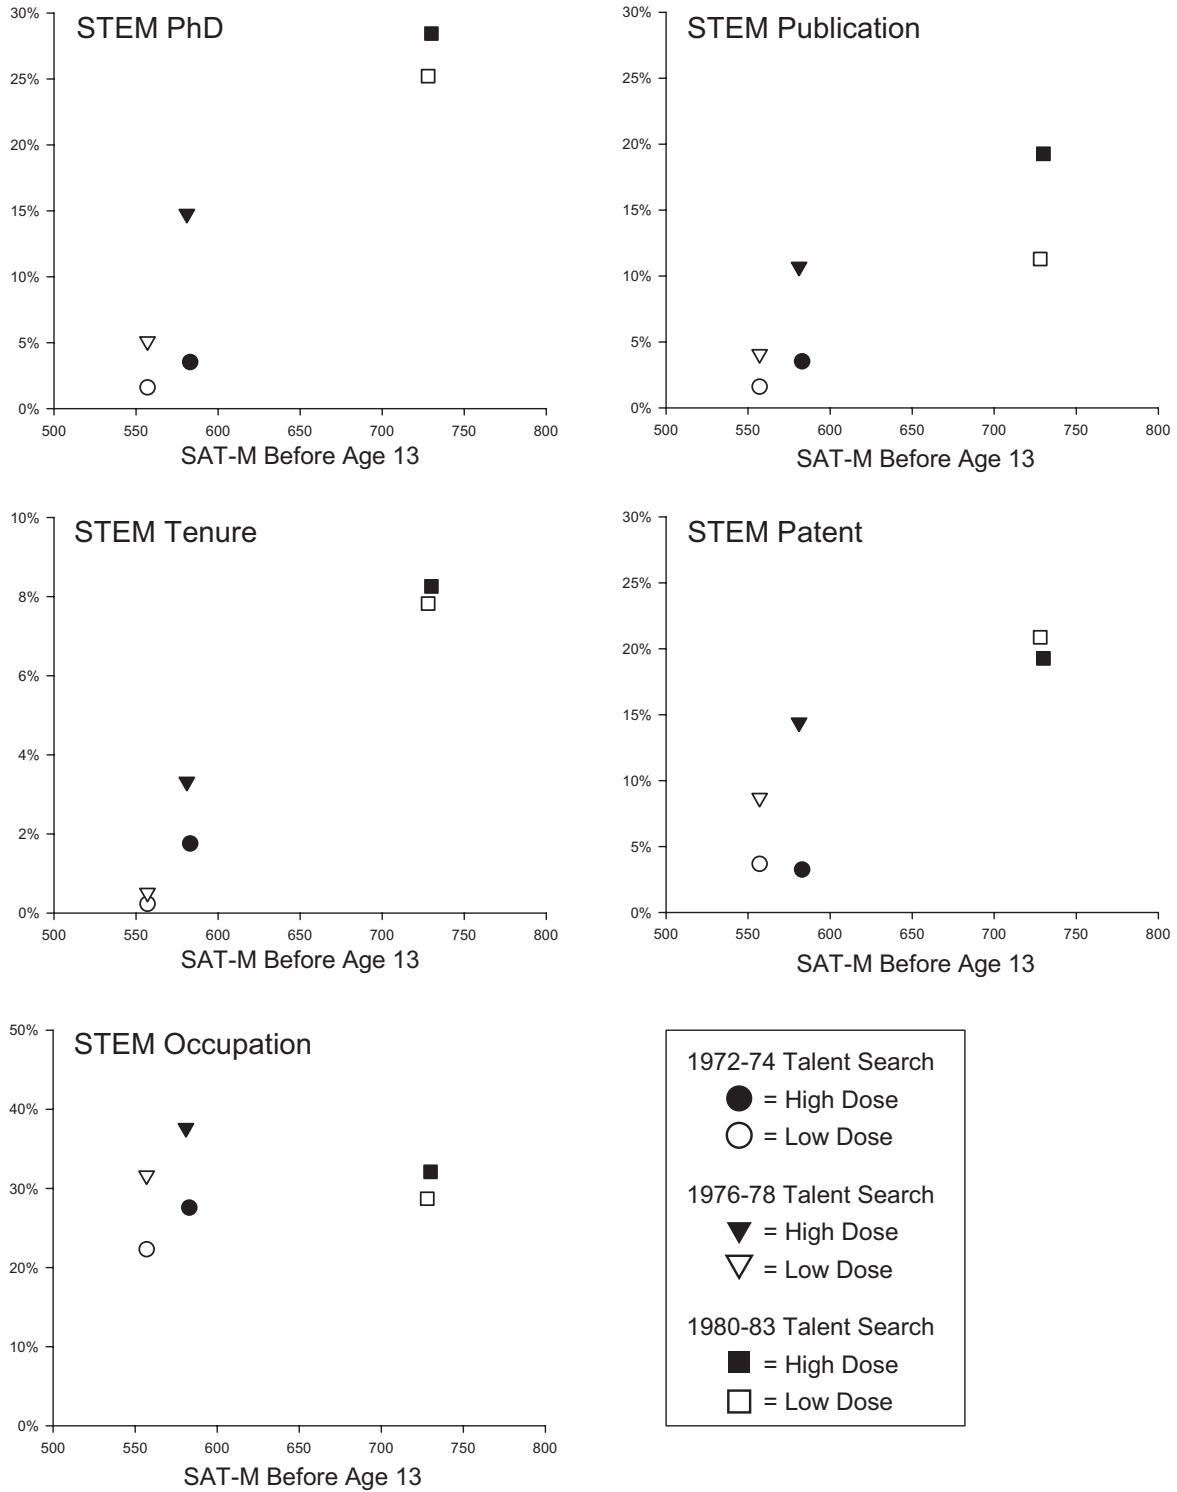 STEM PhD
30%
25%
20%
15%
10%
5%
0%
500 550 600 650 700 750 800
SAT-M Before Age 13
STEM Publication
30%
25%
20%
15%
10%
5%
0%
500 550 600 650 700 750 800
SAT-M Before Age 13
STEM Tenure
10%
8%
6%
4%
2%
0%
500 550 600 650 700 750 800
SAT-M Before Age 13
STEM Patent
30%
25%
20%
15%
10%
5%
0%
500 550 600 650 700 750 800
SAT-M Before Age 13
STEM Occupation
50%
40%
30%
20%
10%
0%
500 550 600 650 700 750 800
SAT-M Before Age 13
1972-74 Talent Search
= High Dose
= Low Dose
1976-78 Talent Search
= High Dose
= Low Dose
1980-83 Talent Search
= High Dose
= Low Dose